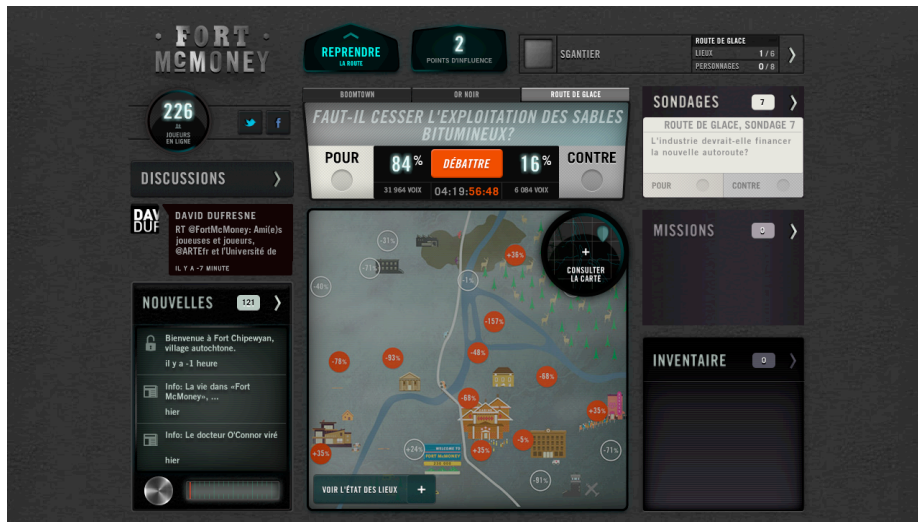 FORT
McMONEY
REPRENDRE
LA ROUTE
2
POINTS D'INFLUENCE
SGANTIER
ROUTE DE GLACE
LIEUX 1/6
PERSONNAGES 0/8
226
JOUEURS
EN LIGNE
DISCUSSIONS
DAV
DUF
DAVID DUFRESNE
RT @FortMcMoney: Ami(e)s
joueuses et joueurs,
@ARTEfr et l'Université de
IL Y A -7 MINUTE
NOUVELLES 121
Bienvenue à Fort Chipewyan,
village autochtone.
il y a -1 heure
Info: La vie dans «Fort
McMoney», ...
hier
Info: Le docteur O'Connor viré
hier
BOOMTOWN OR NOIR ROUTE DE GLACE
FAUT-IL CESSER L'EXPLOITATION DES SABLES
BITUMINEUX?
POUR 84% DÉBATTRE 16% CONTRE
31 964 VOIX 04:19:56:48 6 084 VOIX
-31%
+36%
-71%
-1%
-40%
CONSULTER
LA CARTE
-157%
-48%
-78%
-93%
-68%
-68%
+35%
+35%
+24%
+35%
-5%
-71%
-91%
WELCOME TO
FORT MCMONEY
VOIR L'ÉTAT DES LIEUX +
SONDAGES 7
ROUTE DE GLACE, SONDAGE 7
L'industrie devrait-elle financer
la nouvelle autoroute?
POUR CONTRE
MISSIONS 0
INVENTAIRE 0